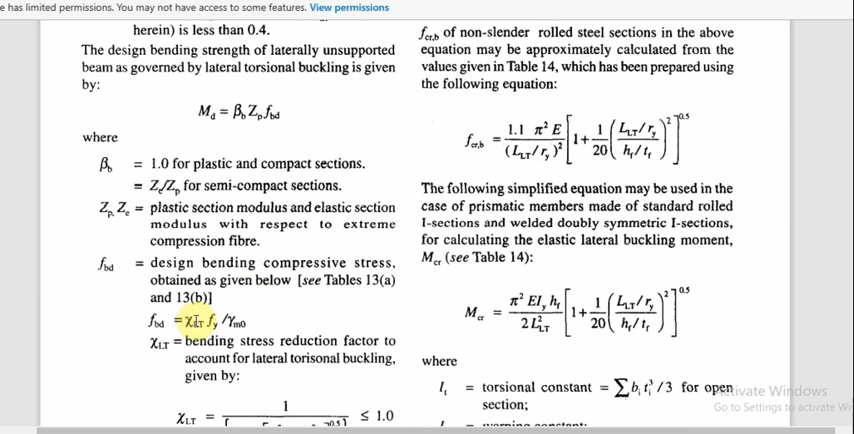 e has limited permissions. You may not have access to some features. View permissions
herein) is less than 0.4.
The design bending strength of laterally unsupported
beam as governed by lateral torsional buckling is given
by:
M_d = β_b Z_p f_bd
where
β_b = 1.0 for plastic and compact sections.
= Z_e/Z_p for semi-compact sections.
Z_p, Z_e = plastic section modulus and elastic section
modulus with respect to extreme
compression fibre.
f_bd = design bending compressive stress,
obtained as given below [see Tables 13(a)
and 13(b)]
f_bd = χ_LT f_y /γ_m0
χ_LT = bending stress reduction factor to
account for lateral torisonal buckling,
given by:
χ_LT = 1 / ≤ 1.0
f_cr,b of non-slender rolled steel sections in the above
equation may be approximately calculated from the
values given in Table 14, which has been prepared using
the following equation:
f_cr,b = 1.1 π² E / (L_LT / r_y)² [1 + 1/20 ((L_LT / r_y) / (h_f / t_f))²]^0.5
The following simplified equation may be used in the
case of prismatic members made of standard rolled
I-sections and welded doubly symmetric I-sections,
for calculating the elastic lateral buckling moment,
M_cr (see Table 14):
M_cr = π² EI_y h_f / 2 L²_LT [1 + 1/20 ((L_LT / r_y) / (h_f / t_f))²]^0.5
where
I_t = torsional constant = ∑ b_i t_i³ /3 for open
section;
Activate Windows
Go to Settings to activate Wi